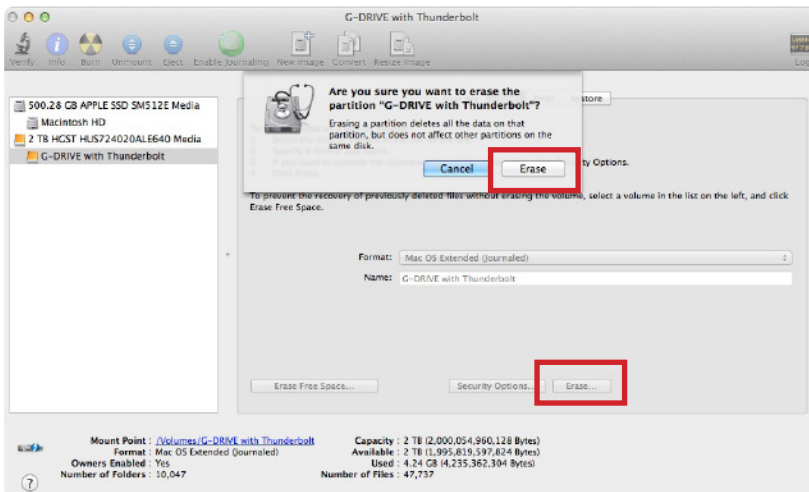 G-DRIVE with Thunderbolt
Verify Info Burn Unmount Eject Enable Journaling New Image Convert Resize Image Log
500.28 GB APPLE SSD SM512E Media
Macintosh HD
2 TB HGST HUS724020ALE640 Media
G-DRIVE with Thunderbolt
store
Are you sure you want to erase the
partition "G-DRIVE with Thunderbolt"?
Erasing a partition deletes all the data on that
partition, but does not affect other partitions on the
same disk.
Cancel Erase
ty Options.
To prevent the recovery of previously deleted files without erasing the volume, select a volume in the list on the left, and click
Erase Free Space.
Format: Mac OS Extended (Journaled)
Name: G-DRIVE with Thunderbolt
Erase Free Space... Security Options... Erase...
Mount Point : /Volumes/G-DRIVE with Thunderbolt Capacity : 2 TB (2,000,054,960,128 Bytes)
Format : Mac OS Extended (Journaled) Available : 2 TB (1,995,819,597,824 Bytes)
Owners Enabled : Yes Used : 4.24 GB (4,235,362,304 Bytes)
Number of Folders : 10,047 Number of Files : 47,737
?